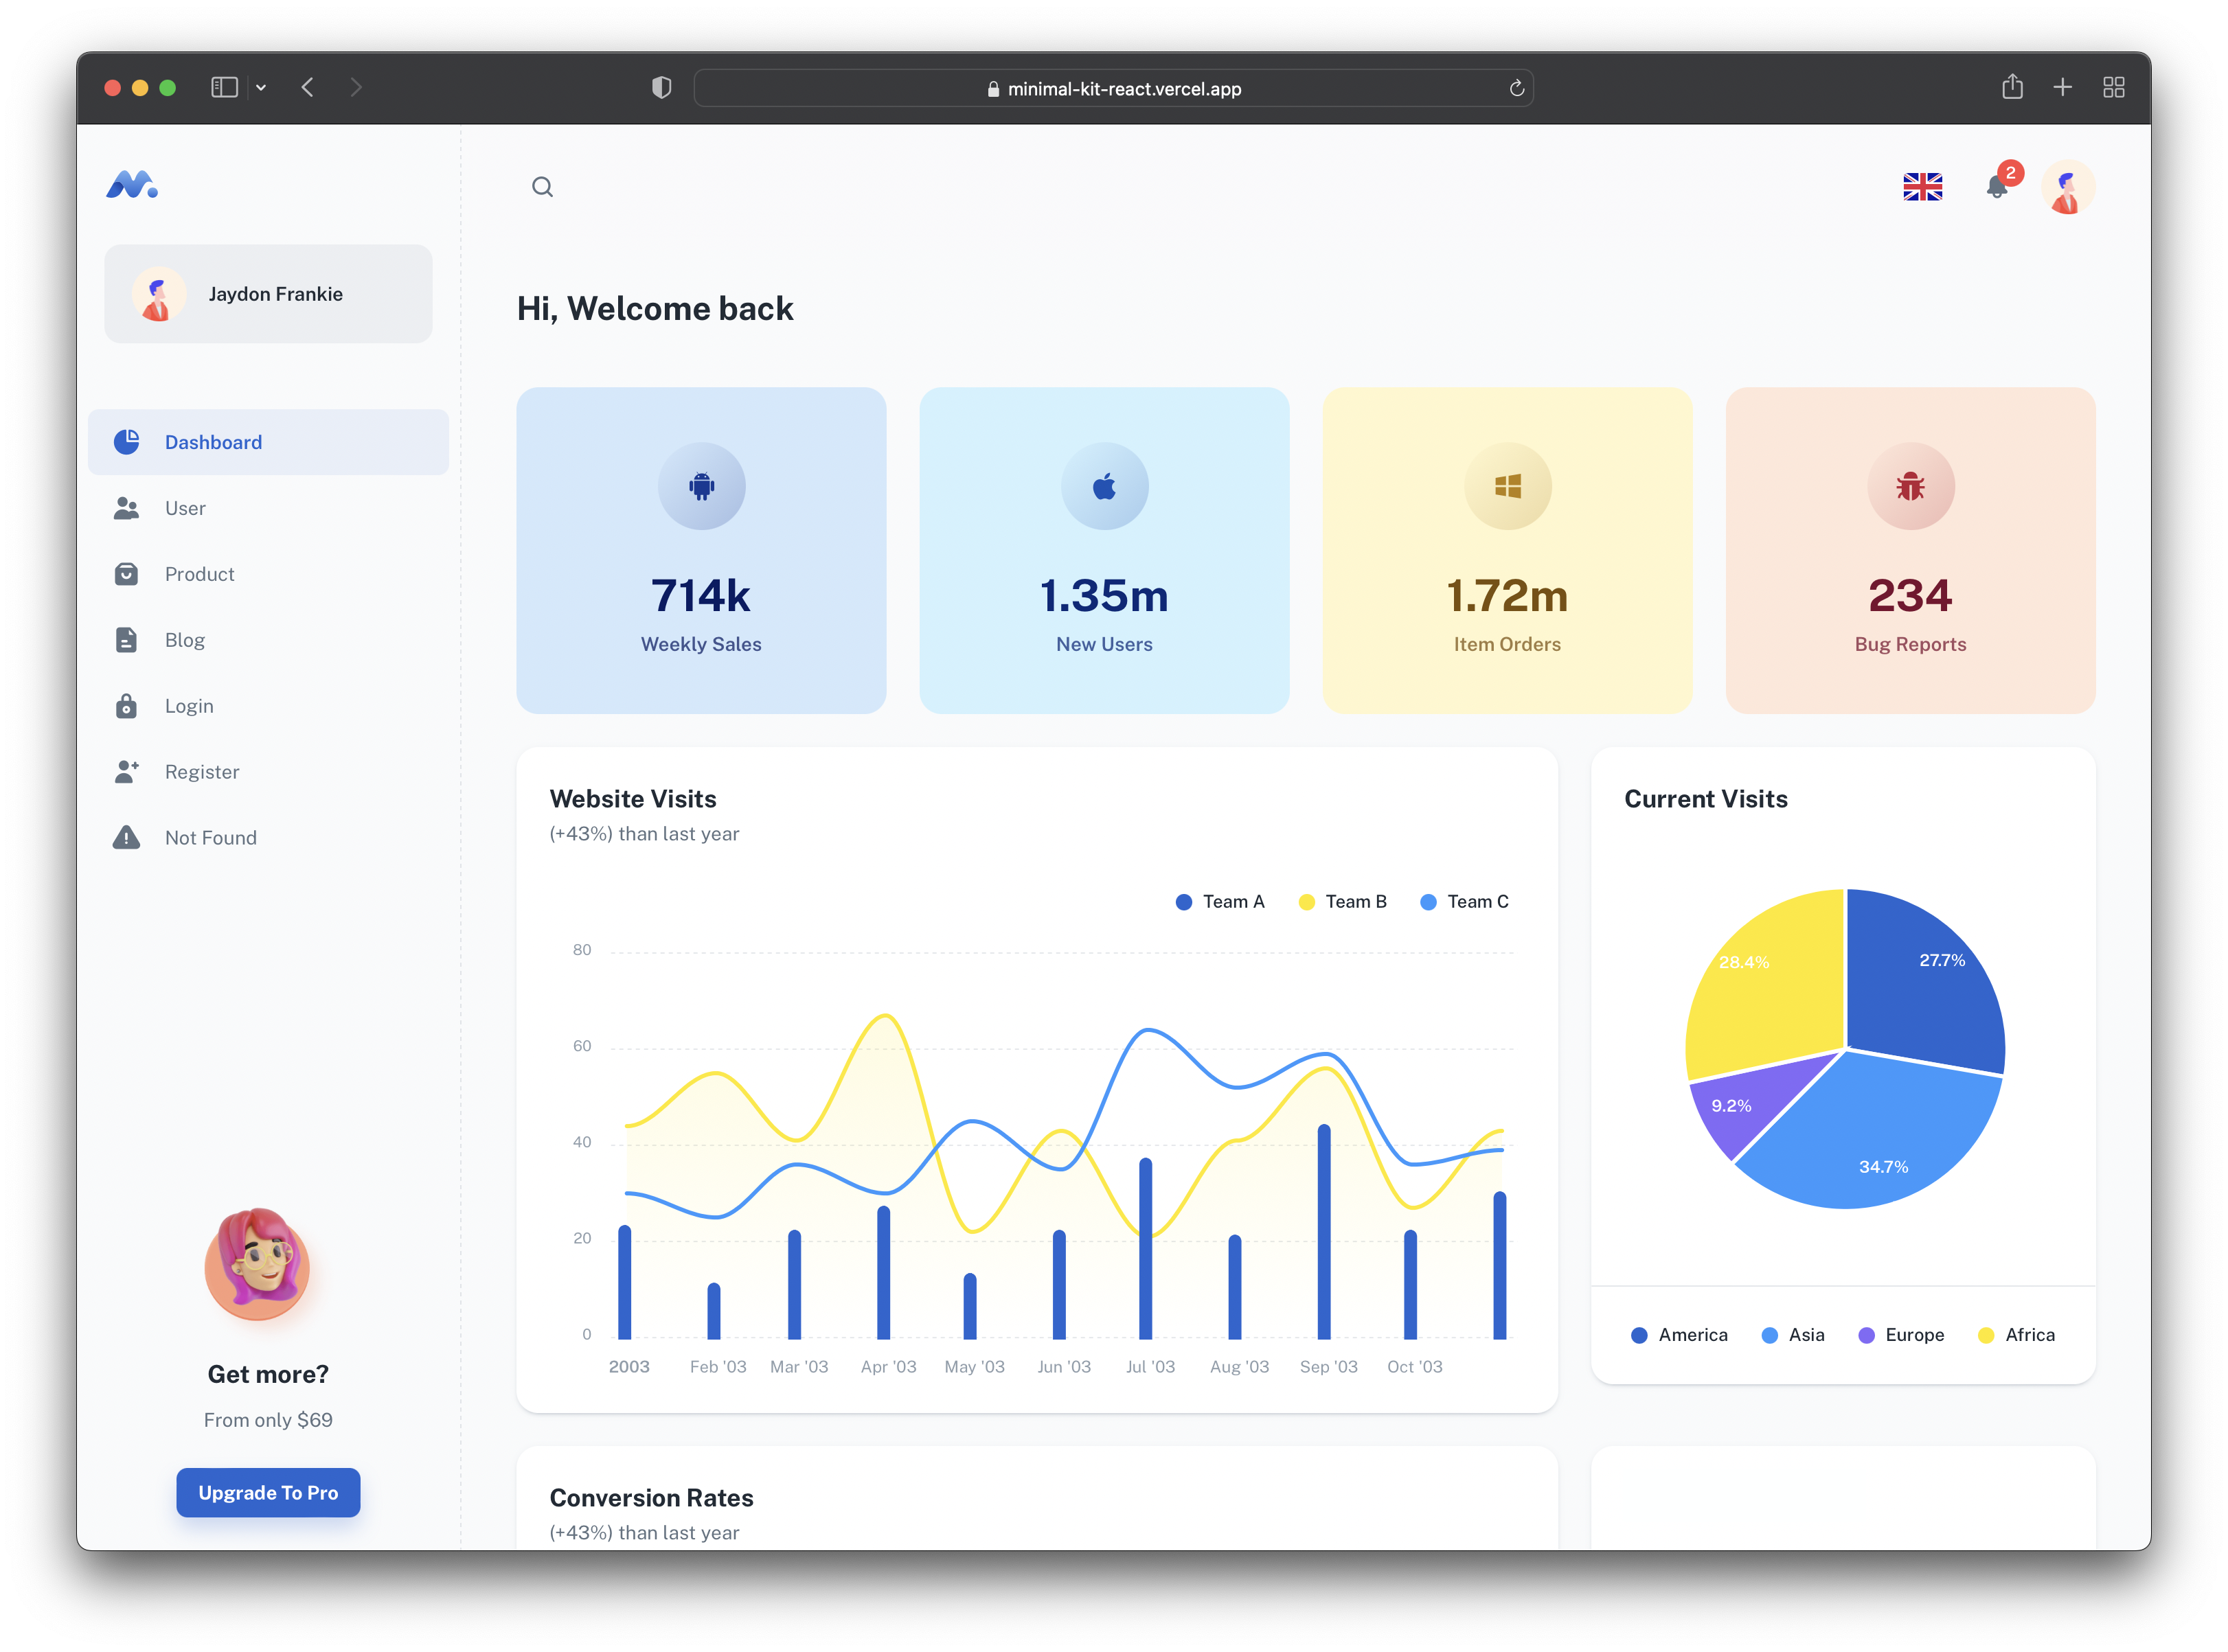 minimal-kit-react.vercel.app
2
Jaydon Frankie
Dashboard
User
Product
Blog
Login
Register
Not Found
Get more?
From only $69
Upgrade To Pro
Hi, Welcome back
714k
Weekly Sales
1.35m
New Users
1.72m
Item Orders
234
Bug Reports
Website Visits
(+43%) than last year
Team A
Team B
Team C
80
60
40
20
0
2003
Feb '03
Mar '03
Apr '03
May '03
Jun '03
Jul '03
Aug '03
Sep '03
Oct '03
Current Visits
28.4%
27.7%
9.2%
34.7%
America
Asia
Europe
Africa
Conversion Rates
(+43%) than last year